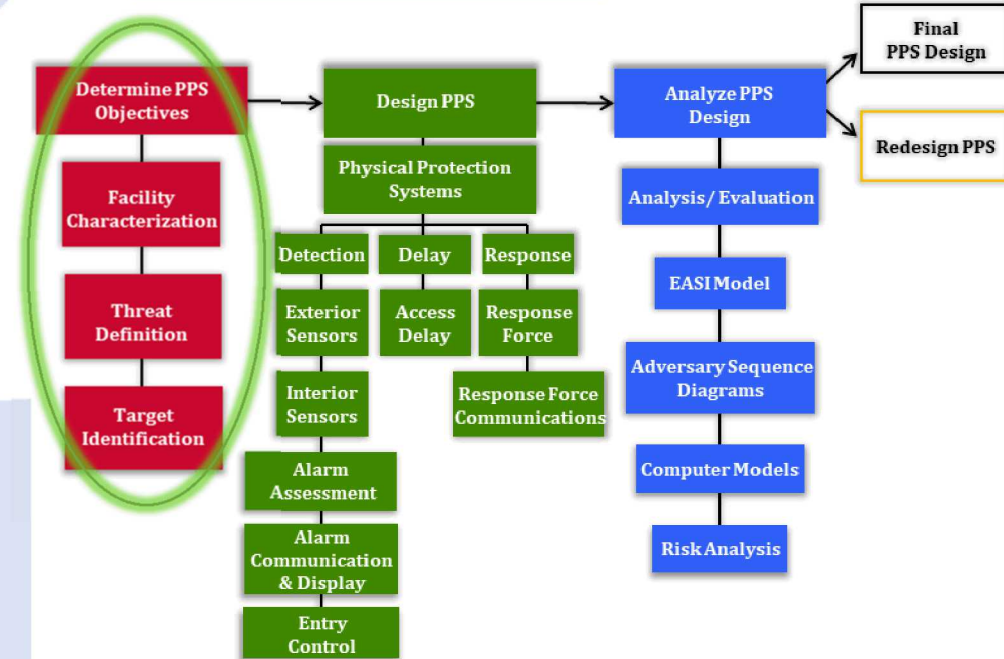 Determine PPS
Objectives
Facility
Characterization
Threat
Definition
Target
Identification
Design PPS
Physical Protection
Systems
Detection
Exterior
Sensors
Interior
Sensors
Alarm
Assessment
Alarm
Communication
& Display
Entry
Control
Delay
Access
Delay
Response
Response
Force
Response Force
Communications
Analyze PPS
Design
Analysis/ Evaluation
EASI Model
Adversary Sequence
Diagrams
Computer Models
Risk Analysis
Final
PPS Design
Redesign PPS